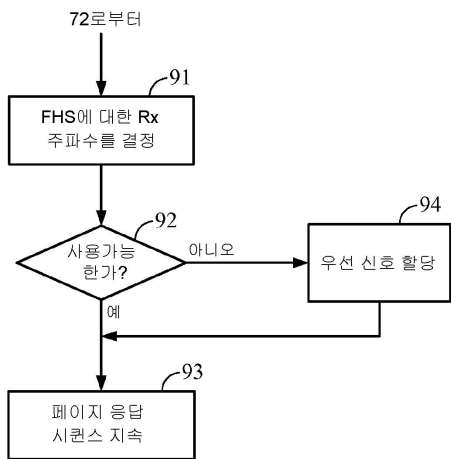 72로부터
91
FHS에 대한 Rx
주파수를 결정
92
사용가능
한가?
아니오
94
우선 신호 할당
예
93
페이지 응답
시퀀스 지속